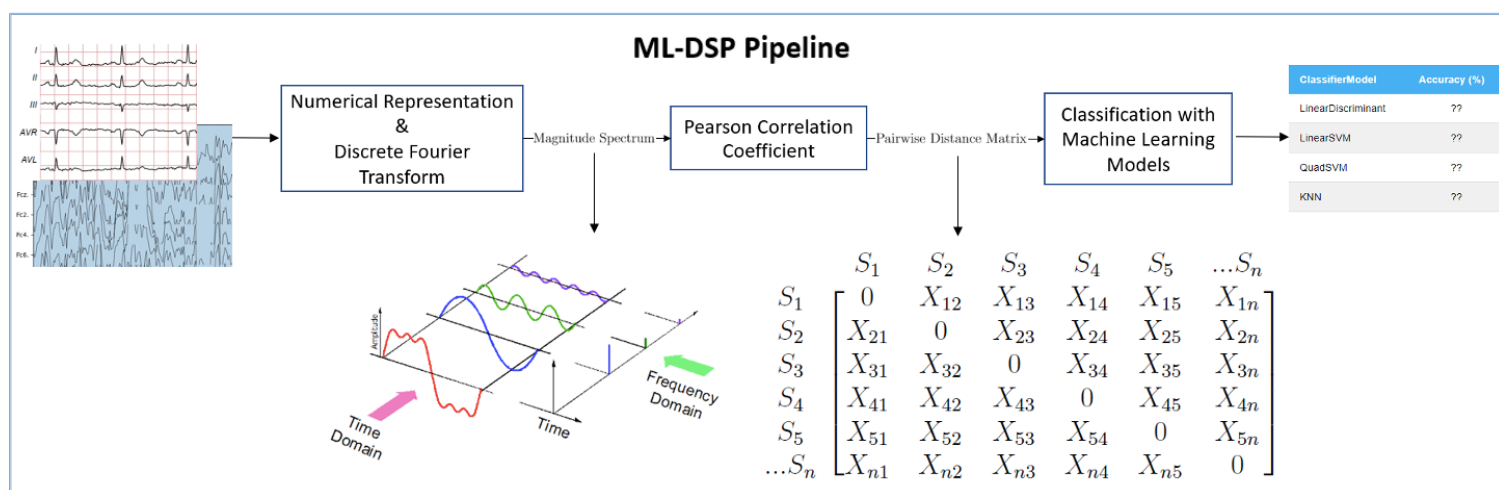 ML-DSP Pipeline
I
II
III
AVR
AVL
Fcz.
Fc2.
Fc4.
Fc6.
Numerical Representation
&
Discrete Fourier
Transform
Magnitude Spectrum
Pearson Correlation
Coefficient
Pairwise Distance Matrix
Classification with
Machine Learning
Models
ClassifierModel Accuracy (%)
LinearDiscriminant ??
LinearSVM ??
QuadSVM ??
KNN ??
Amplitude
Time
Domain
Time
Frequency
Domain
S₁ S₂ S₃ S₄ S₅ ...Sₙ
S₁ 0 X₁₂ X₁₃ X₁₄ X₁₅ X₁ₙ
S₂ X₂₁ 0 X₂₃ X₂₄ X₂₅ X₂ₙ
S₃ X₃₁ X₃₂ 0 X₃₄ X₃₅ X₃ₙ
S₄ X₄₁ X₄₂ X₄₃ 0 X₄₅ X₄ₙ
S₅ X₅₁ X₅₂ X₅₃ X₅₄ 0 X₅ₙ
...Sₙ Xₙ₁ Xₙ₂ Xₙ₃ Xₙ₄ Xₙ₅ 0